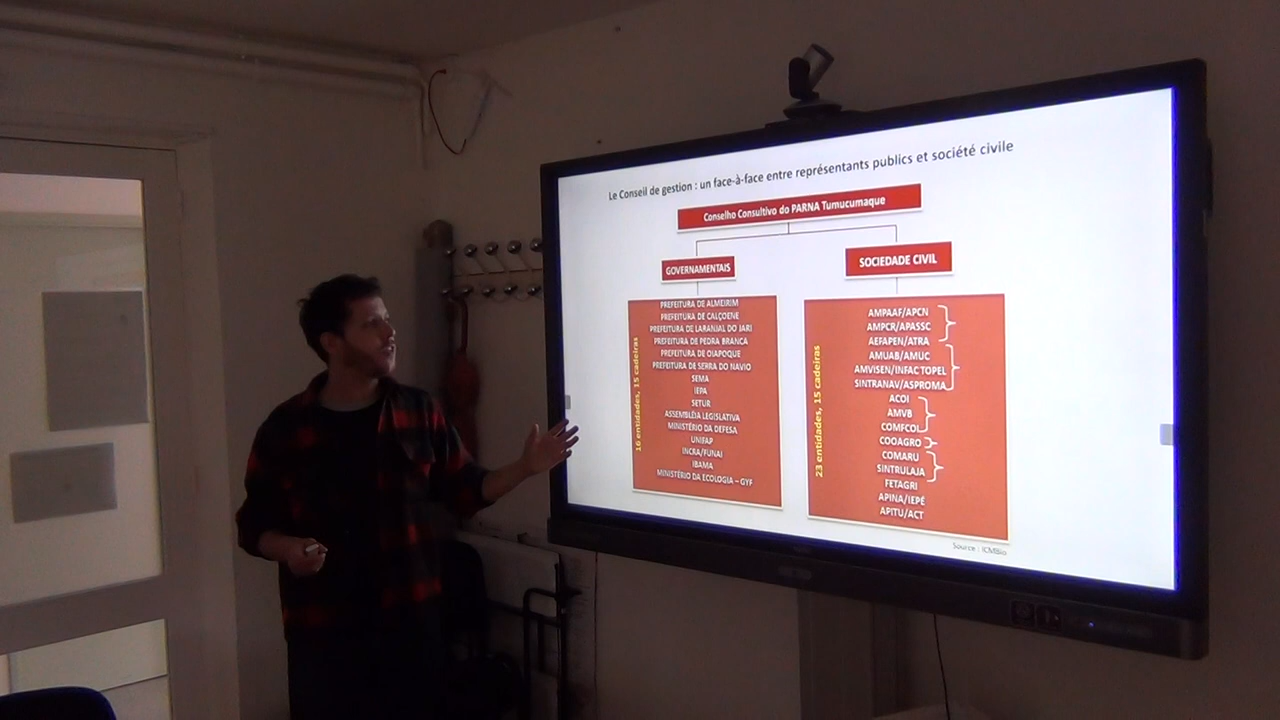 Le Conseil de gestion : un face-à-face entre représentants publics et société civile
Conselho Consultivo do PARNA Tumucumaque
GOVERNAMENTAIS
16 entidades, 15 cadeiras
PREFEITURA DE ALMEIRIM
PREFEITURA DE CALÇOENE
PREFEITURA DE LARANJAL DO JARI
PREFEITURA DE PEDRA BRANCA
PREFEITURA DE OIAPOQUE
PREFEITURA DE SERRA DO NAVIO
SEMA
IEPA
SETUR
ASSEMBLÉIA LEGISLATIVA
MINISTÉRIO DA DEFESA
UNIFAP
INCRA/FUNAI
IBAMA
MINISTÉRIO DA ECOLOGIA – GYF
SOCIEDADE CIVIL
23 entidades, 15 cadeiras
AMPAAF/APCN
AMPCR/APASSC
AEFAPEN/ATRA
AMUAB/AMUC
AMVISEN/INFAC TOPEL
SINTRANAV/ASPROMA
ACOI
AMVB
COMFCOL
COOAGRO
COMARU
SINTRULAJA
FETAGRI
APINA/IEPÉ
APITU/ACT
Source : ICMBio